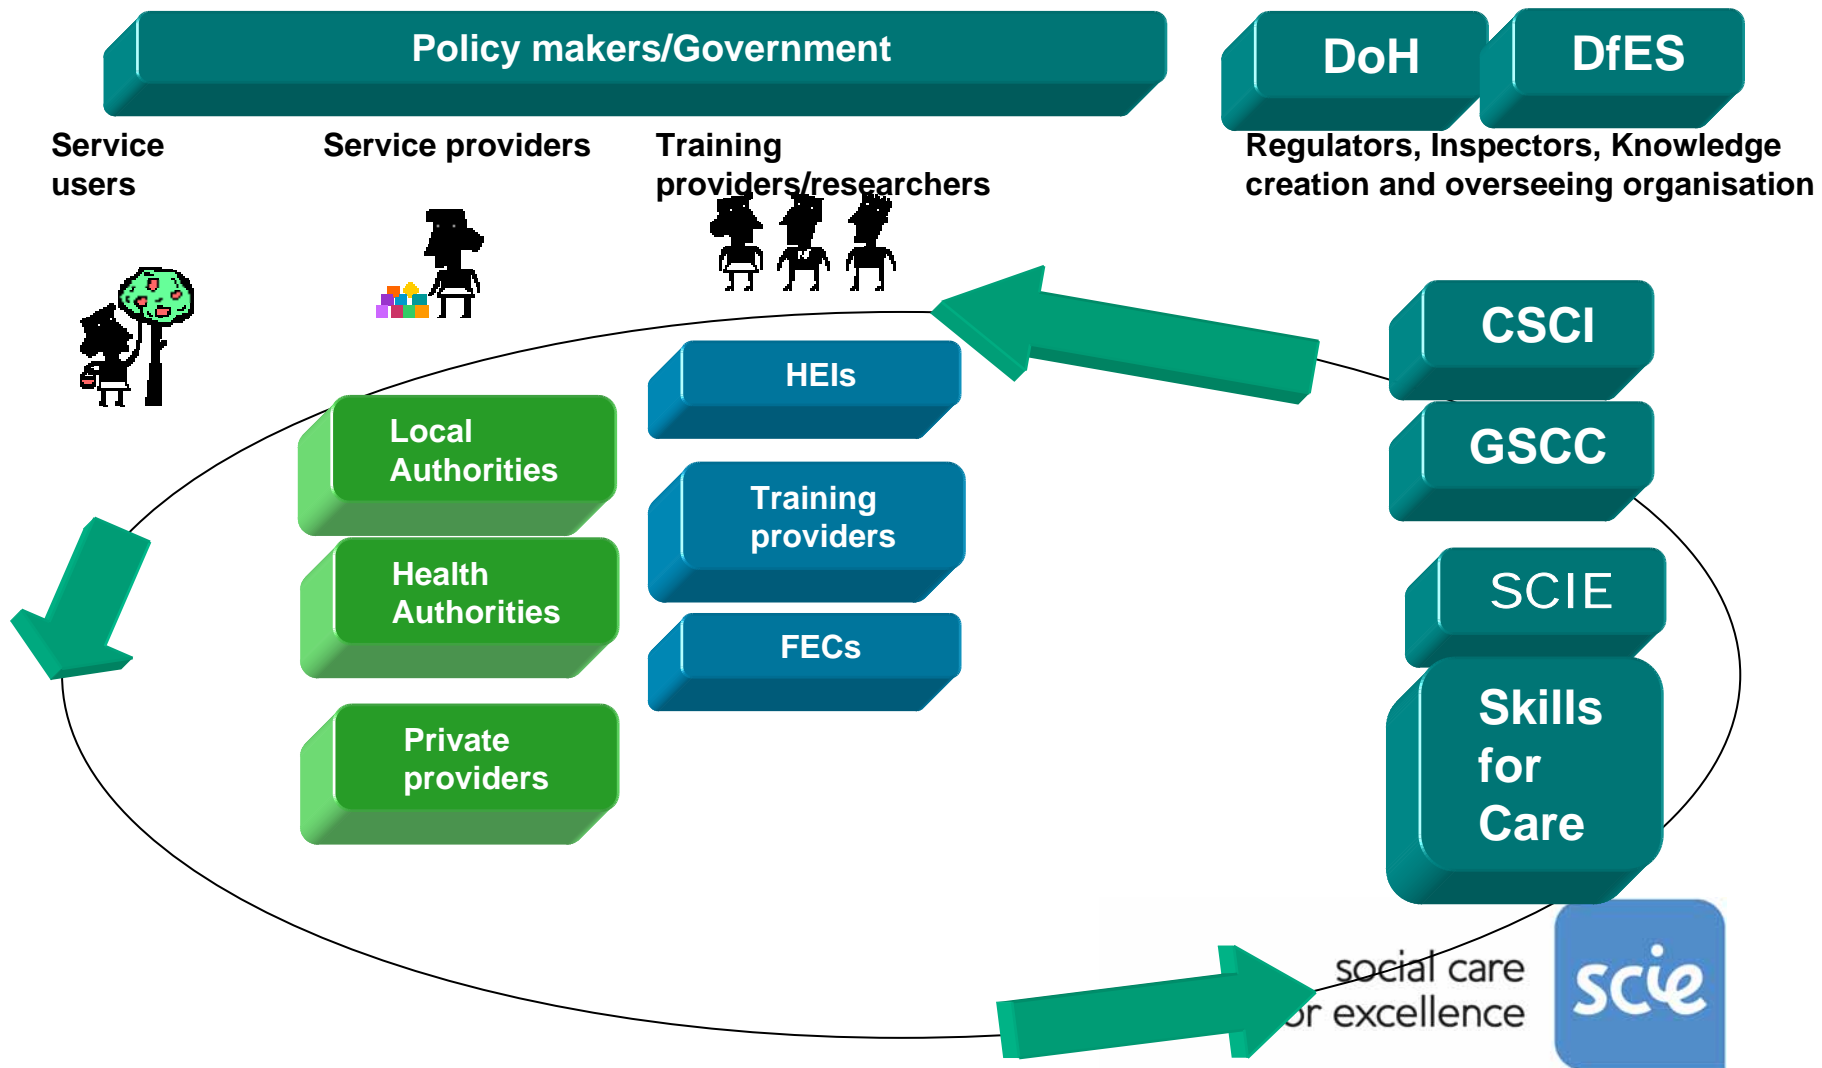 Policy makers/Government
DoH
DfES
Service
users
Service providers
Training
providers/researchers
Regulators, Inspectors, Knowledge
creation and overseeing organisation
Local
Authorities
Health
Authorities
Private
providers
HEIs
Training
providers
FECs
CSCI
GSCC
SCIE
Skills
for
Care
social care
or excellence
scie